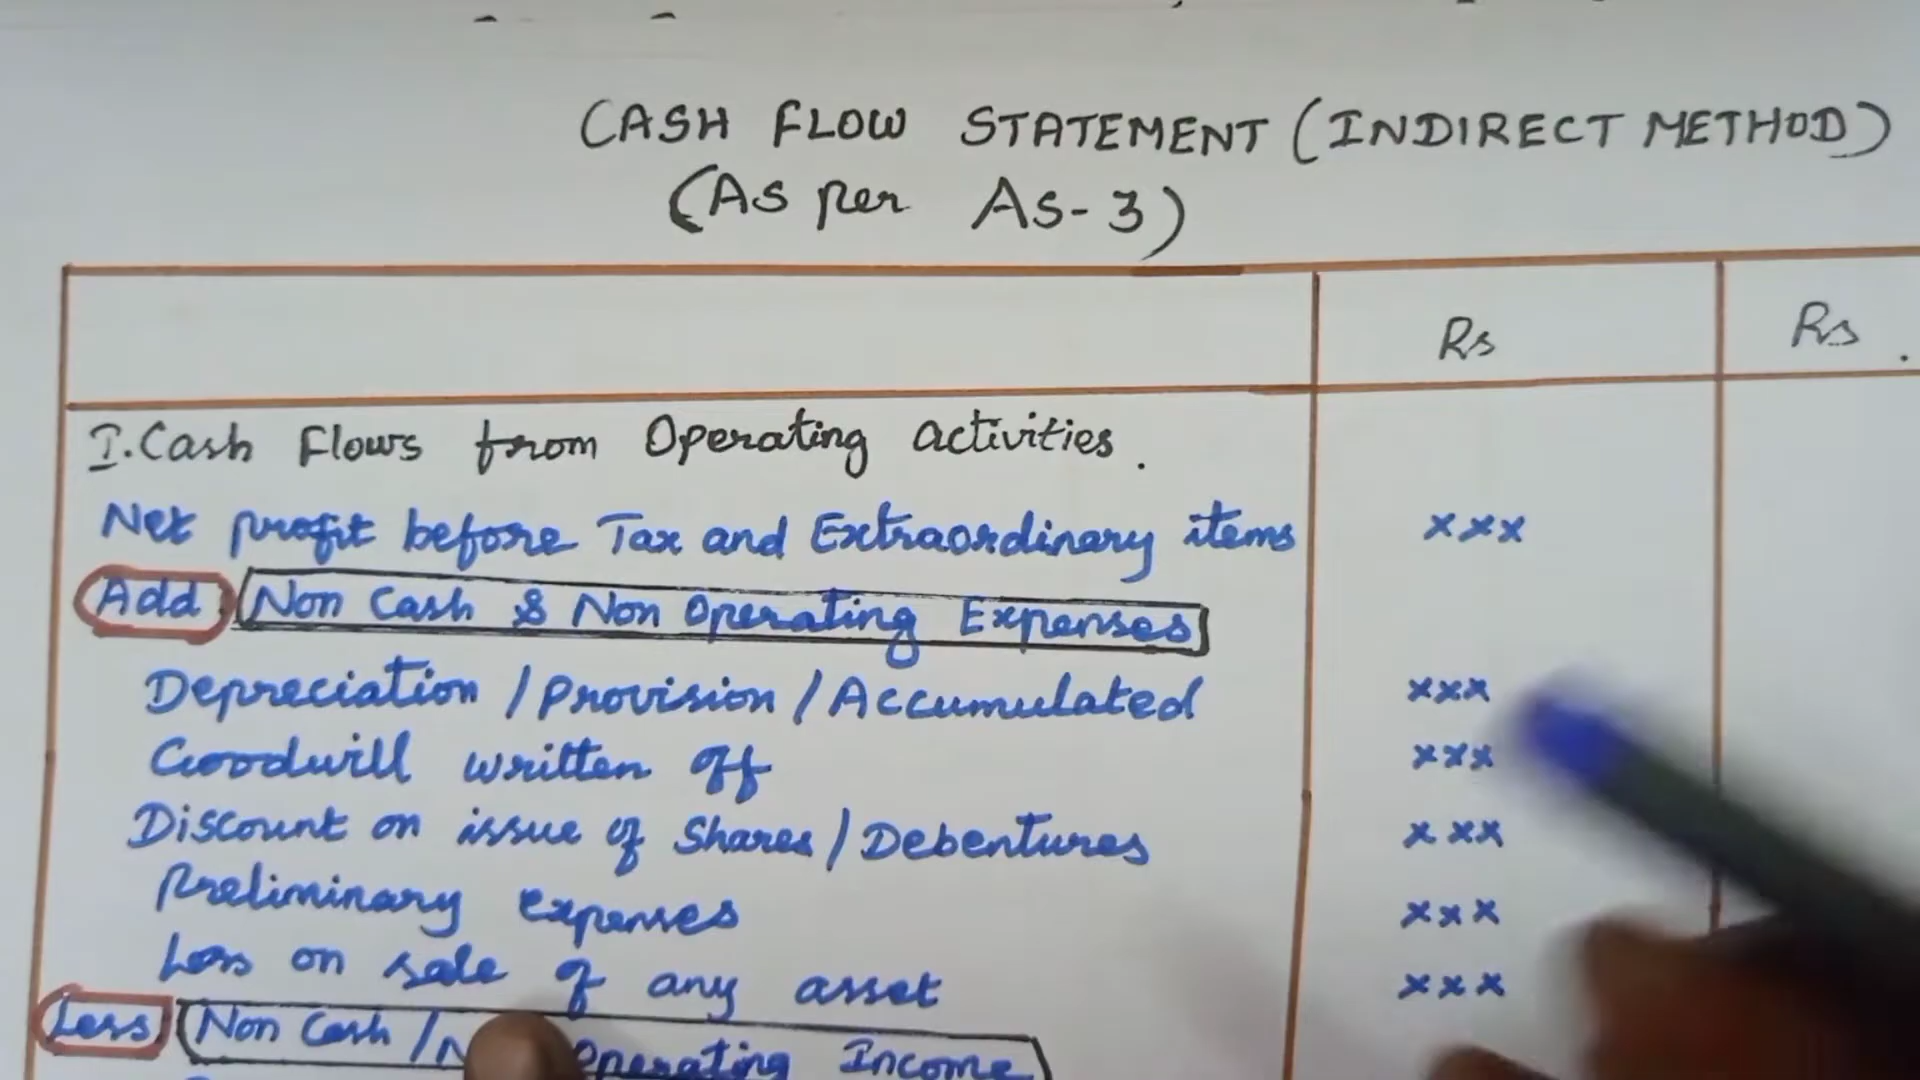 CASH FLOW STATEMENT (INDIRECT METHOD)
(As per As-3)
Rs Rs.
I. Cash Flows from Operating activities.
Net profit before Tax and Extraordinary items xxx
Add: Non Cash & Non Operating Expenses
Depreciation / Provision / Accumulated xxx
Goodwill written off xxx
Discount on issue of Shares / Debentures xxx
Preliminary expenses xxx
Loss on sale of any asset xxx
Less Non Cash / Operating Income